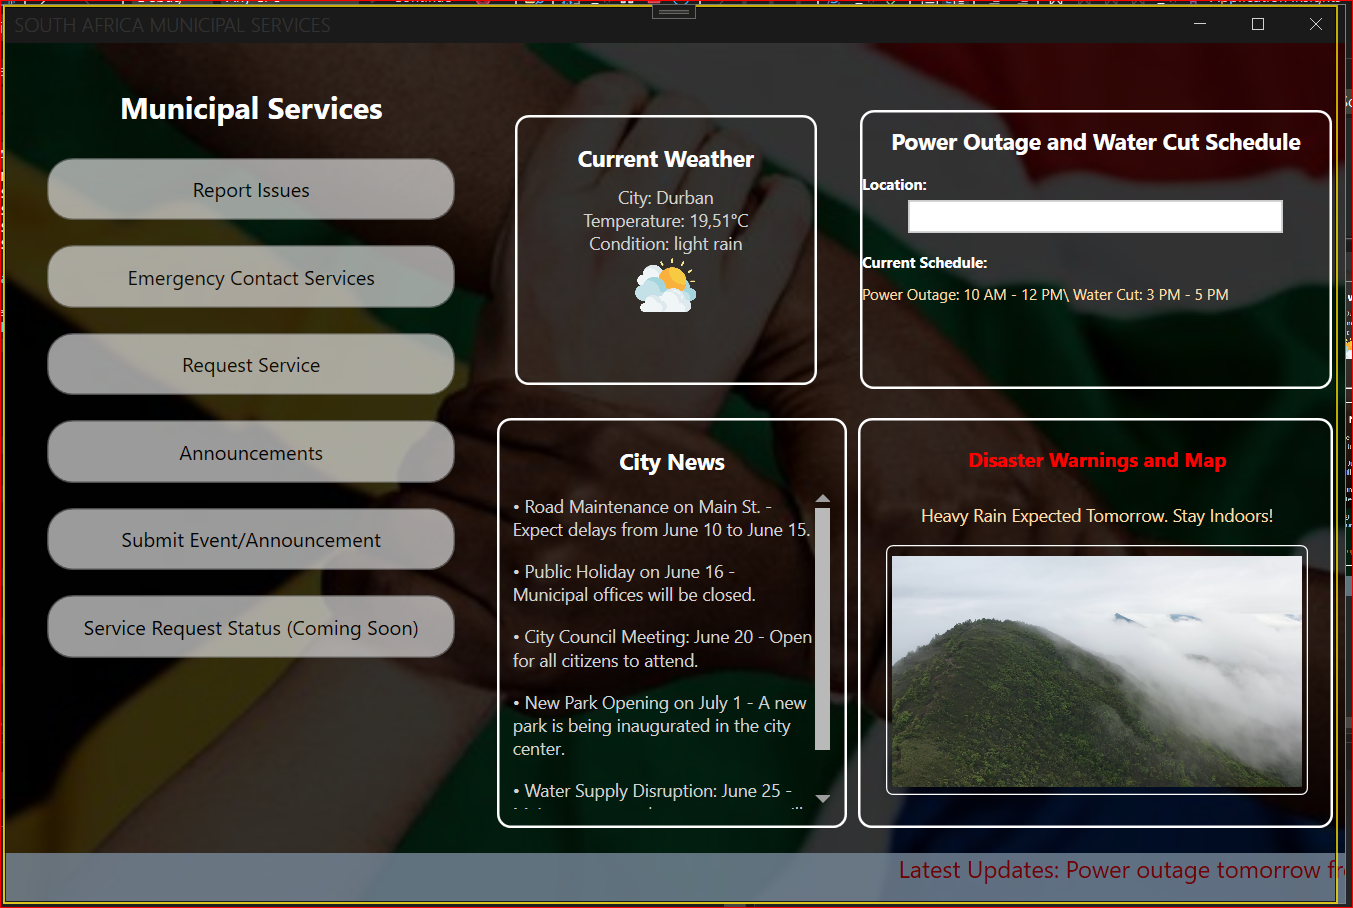 SOUTH AFRICA MUNICIPAL SERVICES
Municipal Services
Report Issues
Emergency Contact Services
Request Service
Announcements
Submit Event/Announcement
Service Request Status (Coming Soon)
Current Weather
City: Durban
Temperature: 19,51°C
Condition: light rain
Power Outage and Water Cut Schedule
Location:
Current Schedule:
Power Outage: 10 AM - 12 PM\ Water Cut: 3 PM - 5 PM
City News
• Road Maintenance on Main St. -
Expect delays from June 10 to June 15.
• Public Holiday on June 16 -
Municipal offices will be closed.
• City Council Meeting: June 20 - Open
for all citizens to attend.
• New Park Opening on July 1 - A new
park is being inaugurated in the city
center.
• Water Supply Disruption: June 25 -
Disaster Warnings and Map
Heavy Rain Expected Tomorrow. Stay Indoors!
Latest Updates: Power outage tomorrow